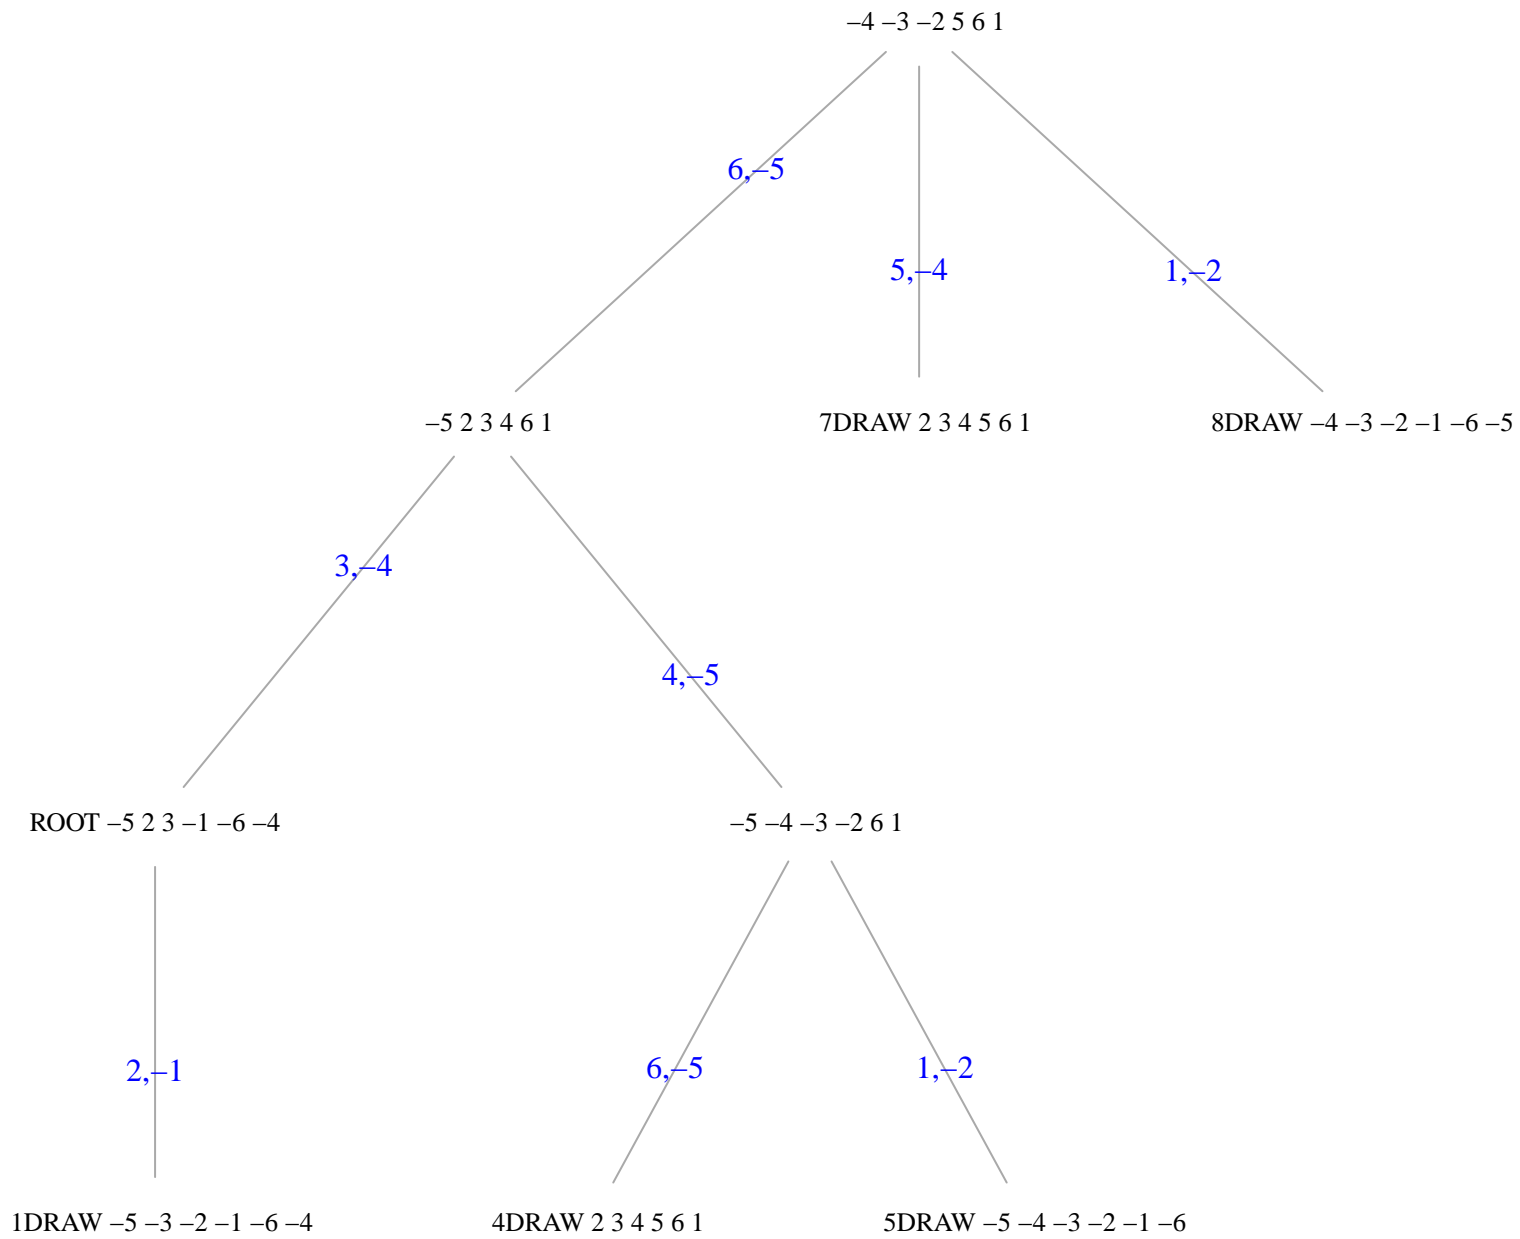 –4 –3 –2 5 6 1
6,–5
5,–4
1,–2
–5 2 3 4 6 1
7DRAW 2 3 4 5 6 1
8DRAW –4 –3 –2 –1 –6 –5
3,–4
4,–5
ROOT –5 2 3 –1 –6 –4
–5 –4 –3 –2 6 1
2,–1
6,–5
1,–2
1DRAW –5 –3 –2 –1 –6 –4
4DRAW 2 3 4 5 6 1
5DRAW –5 –4 –3 –2 –1 –6